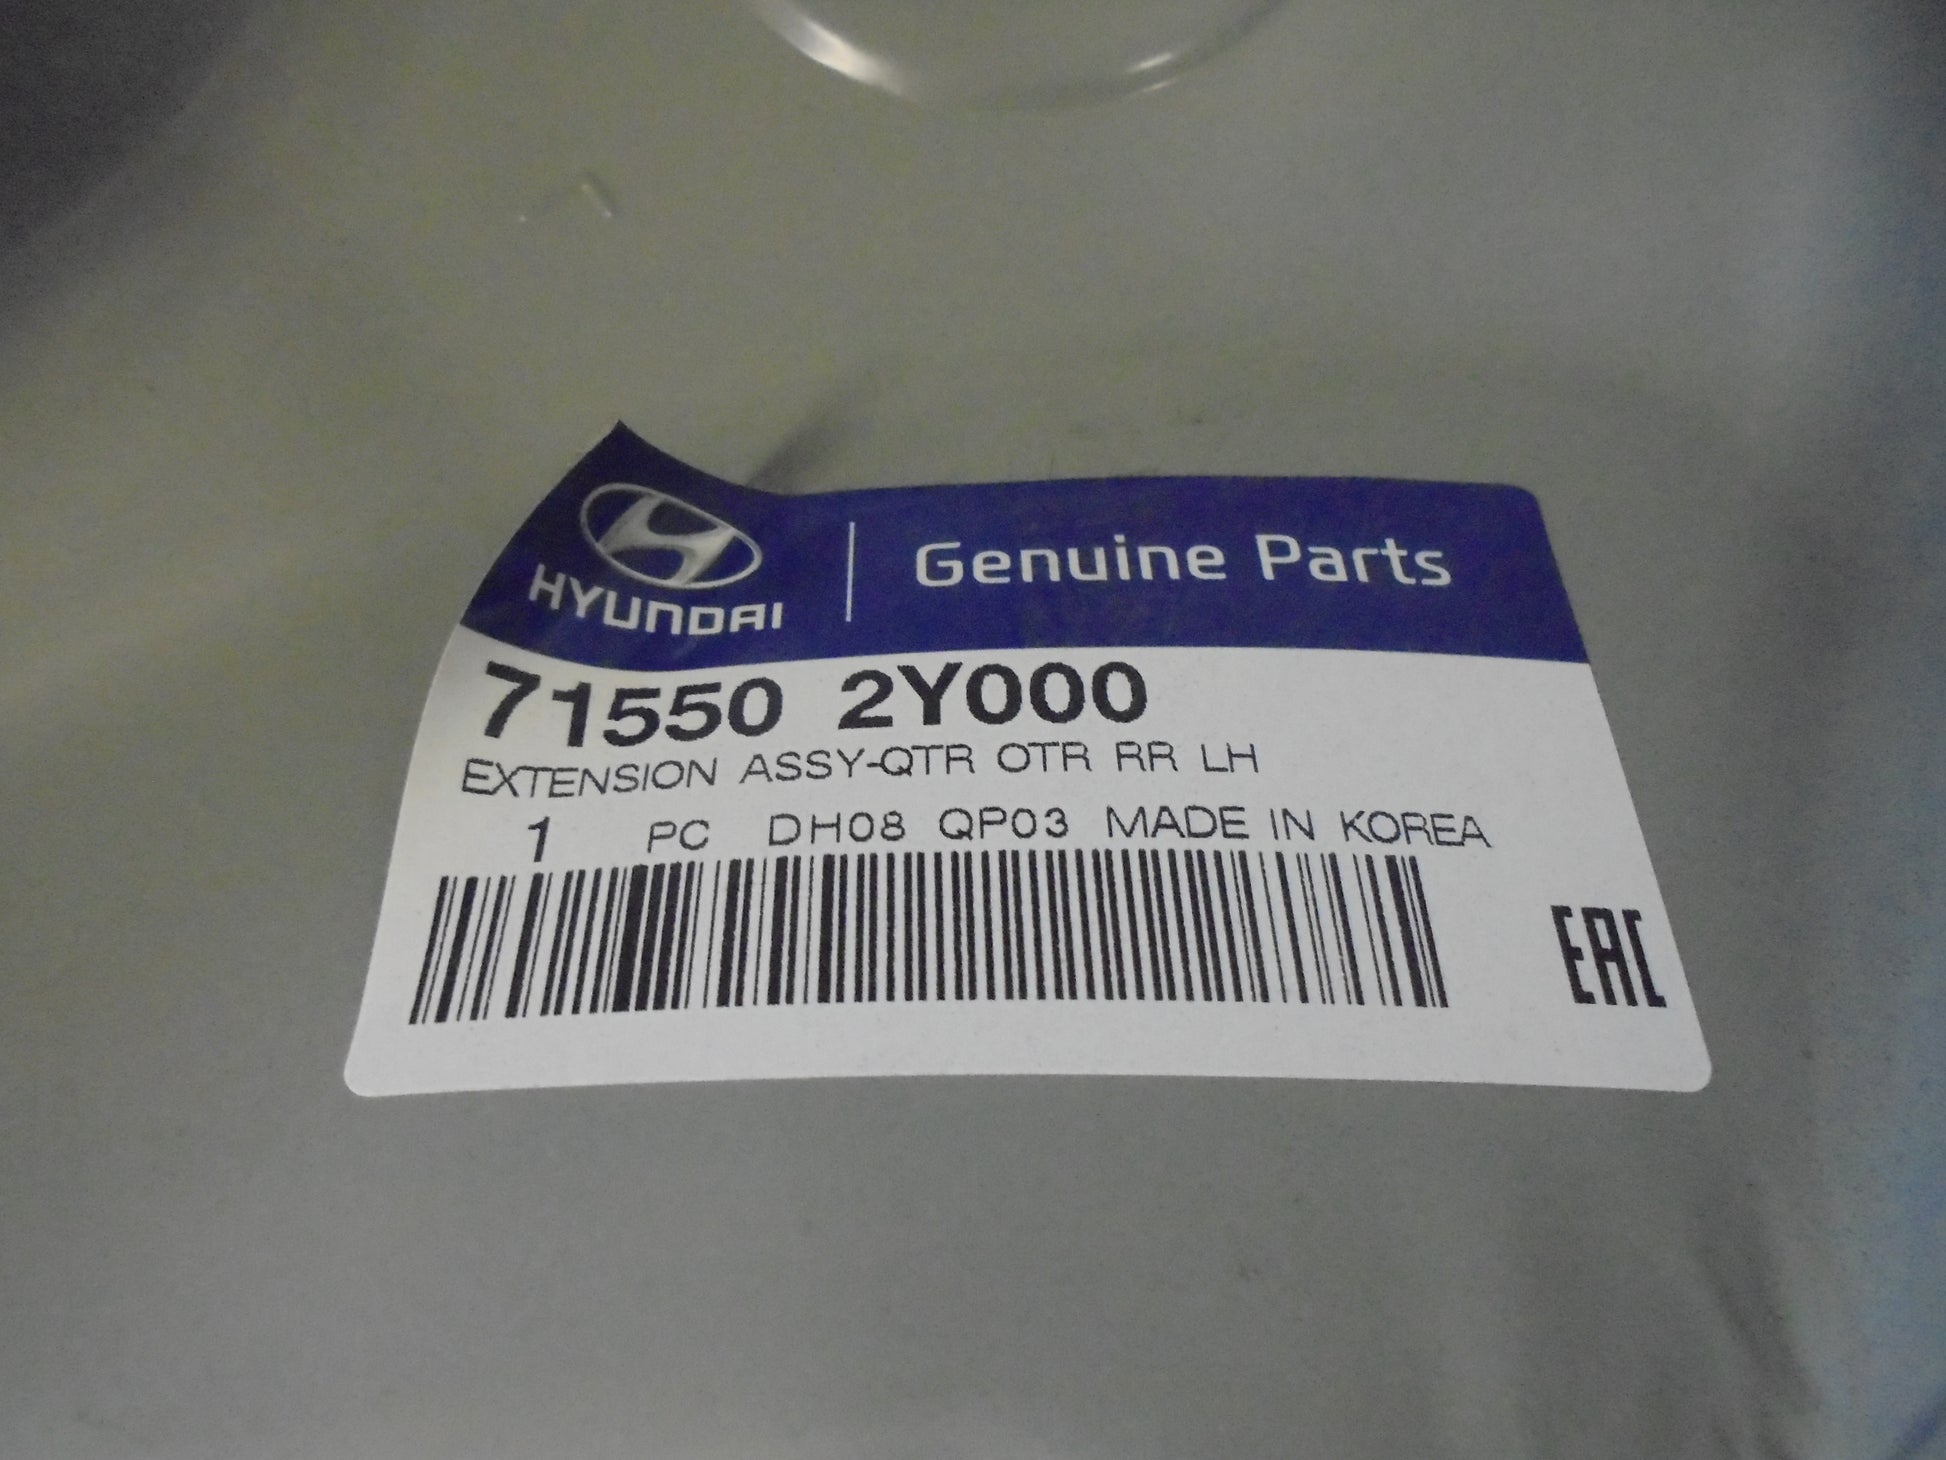 HYUNDAI
Genuine Parts
71550 2Y000
EXTENSION ASSY-QTR OTR RR LH
1 PC DH08 QP03 MADE IN KOREA
EAC